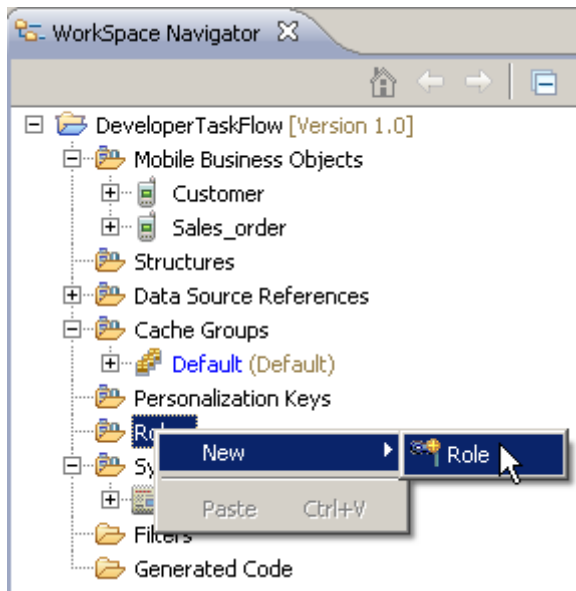 WorkSpace Navigator
DeveloperTaskFlow [Version 1.0]
Mobile Business Objects
Customer
Sales_order
Structures
Data Source References
Cache Groups
Default (Default)
Personalization Keys
New
Role
Paste Ctrl+V
Filters
Generated Code